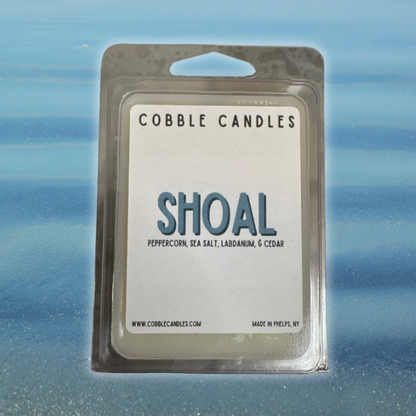 COBBLE CANDLES
SHOAL
PEPPERCORN, SEA SALT, LABDANUM, & CEDAR
WWW.COBBLECANDLES.COM MADE IN PHELPS, NY